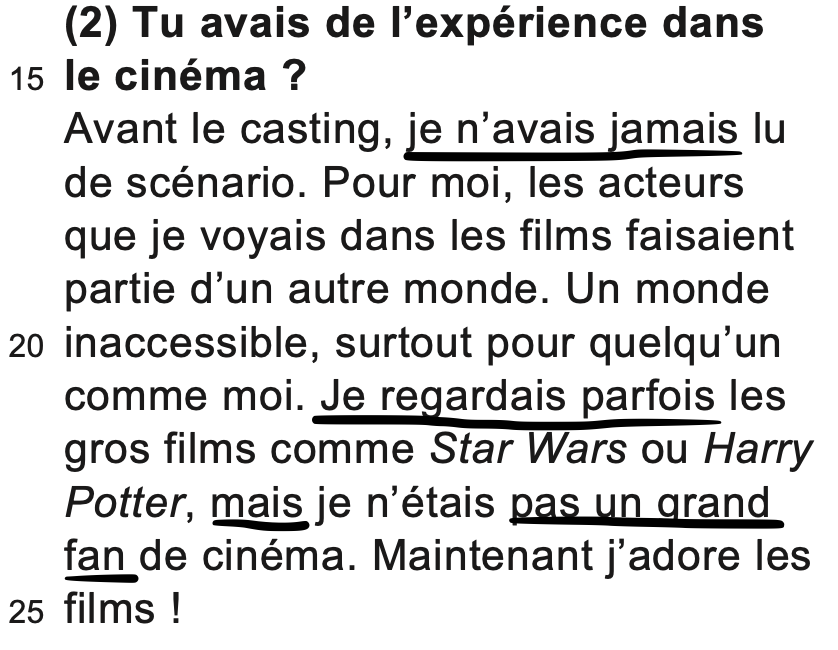 (2) Tu avais de l’expérience dans
15 le cinéma ?
Avant le casting, je n’avais jamais lu
de scénario. Pour moi, les acteurs
que je voyais dans les films faisaient
partie d’un autre monde. Un monde
20 inaccessible, surtout pour quelqu’un
comme moi. Je regardais parfois les
gros films comme Star Wars ou Harry
Potter, mais je n’étais pas un grand
fan de cinéma. Maintenant j’adore les
25 films !